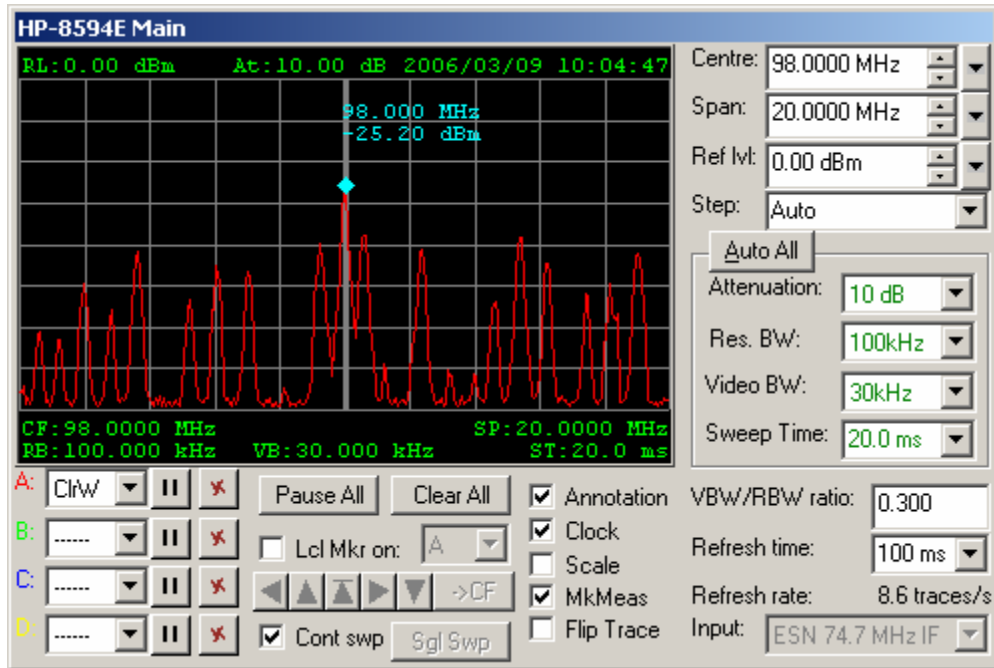 HP-8594E Main
RL:0.00 dBm At:10.00 dB 2006/03/09 10:04:47
98.000 MHz
-25.20 dBm
CF:98.0000 MHz SP:20.0000 MHz
RB:100.000 kHz VB:30.000 kHz ST:20.0 ms
Centre: 98.0000 MHz
Span: 20.0000 MHz
Ref lvl: 0.00 dBm
Step: Auto
Auto All
Attenuation: 10 dB
Res. BW: 100kHz
Video BW: 30kHz
Sweep Time: 20.0 ms
A: ClrW
B: ------
C: ------
D: ------
Pause All Clear All
Lcl Mkr on: A
->CF
Cont swp Sgl Swp
Annotation
Clock
Scale
MkMeas
Flip Trace
VBW/RBW ratio: 0.300
Refresh time: 100 ms
Refresh rate: 8.6 traces/s
Input: ESN 74.7 MHz IF